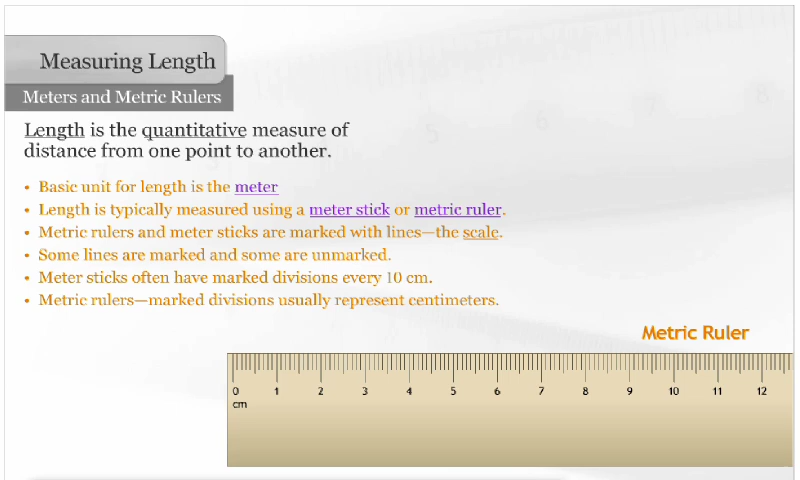 Measuring Length
Meters and Metric Rulers
Length is the quantitative measure of
distance from one point to another.
• Basic unit for length is the meter
• Length is typically measured using a meter stick or metric ruler.
• Metric rulers and meter sticks are marked with lines—the scale.
• Some lines are marked and some are unmarked.
• Meter sticks often have marked divisions every 10 cm.
• Metric rulers—marked divisions usually represent centimeters.
Metric Ruler
0 1 2 3 4 5 6 7 8 9 10 11 12
cm
5 6 7 8